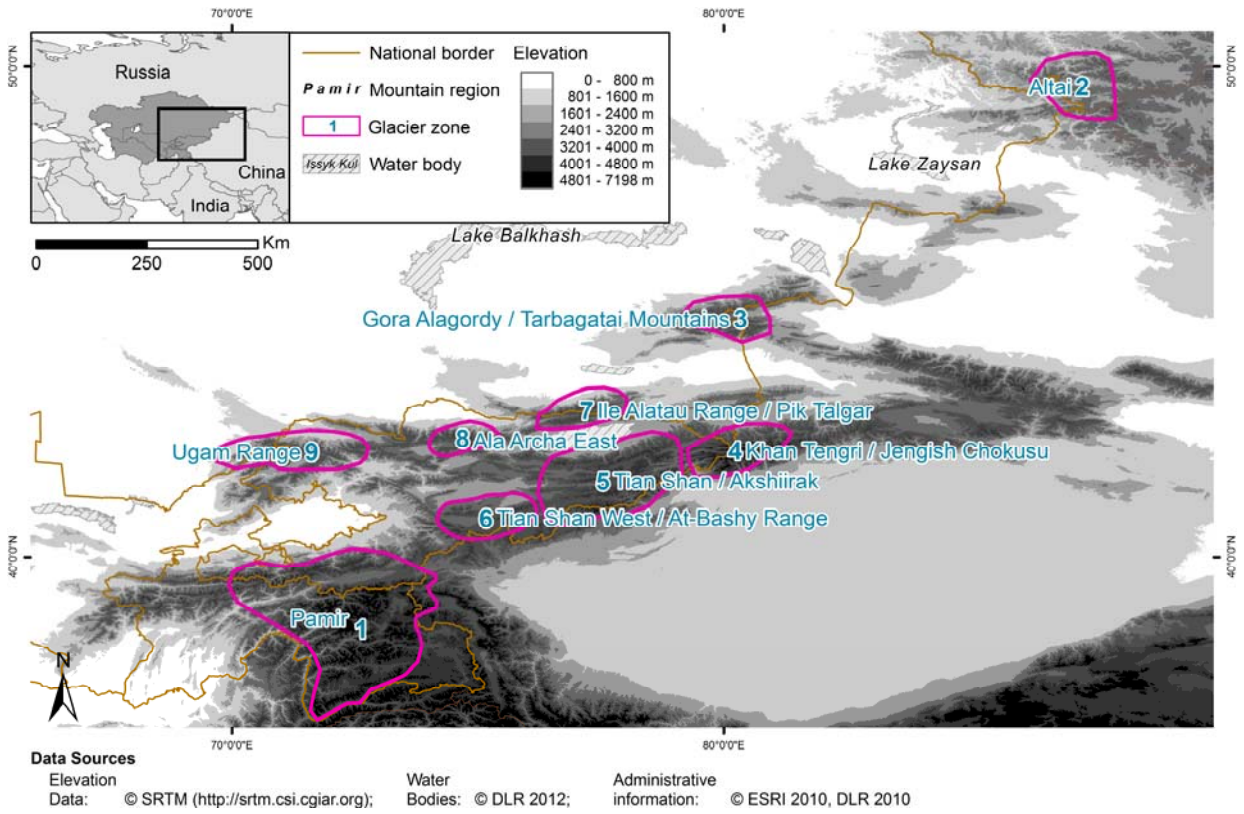 70°0'0"E
80°0'0"E
50°0'0"N
50°0'0"N
Russia
China
India
National border
Pamir Mountain region
1 Glacier zone
Issyk Kul Water body
Elevation
0 - 800 m
801 - 1600 m
1601 - 2400 m
2401 - 3200 m
3201 - 4000 m
4001 - 4800 m
4801 - 7198 m
Km
0 250 500
Altai 2
Lake Zaysan
Lake Balkhash
Gora Alagordy / Tarbagatai Mountains 3
7 Ile Alatau Range / Pik Talgar
8 Ala Archa East
Ugam Range 9
4 Khan Tengri / Jengish Chokusu
5 Tian Shan / Akshiirak
6 Tian Shan West / At-Bashy Range
40°0'0"N
40°0'0"N
Pamir 1
N
70°0'0"E
80°0'0"E
Data Sources
Elevation Water Administrative
Data: © SRTM (http://srtm.csi.cgiar.org); Bodies: © DLR 2012; information: © ESRI 2010, DLR 2010